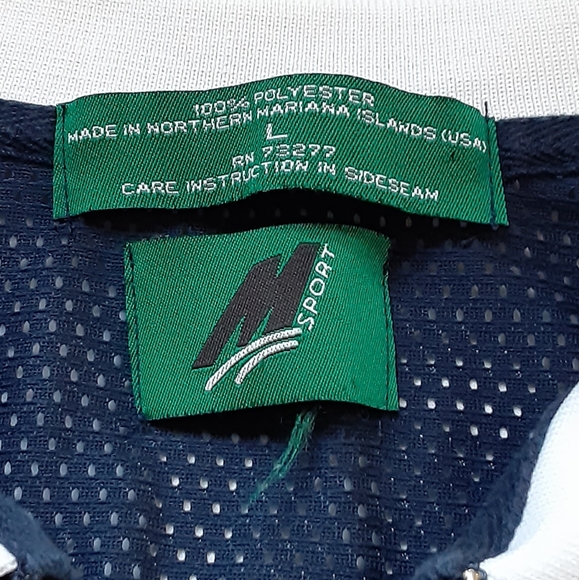 100% POLYESTER
MADE IN NORTHERN MARIANA ISLANDS (USA)
L
RN 73277
CARE INSTRUCTION IN SIDESEAM
M
SPORT